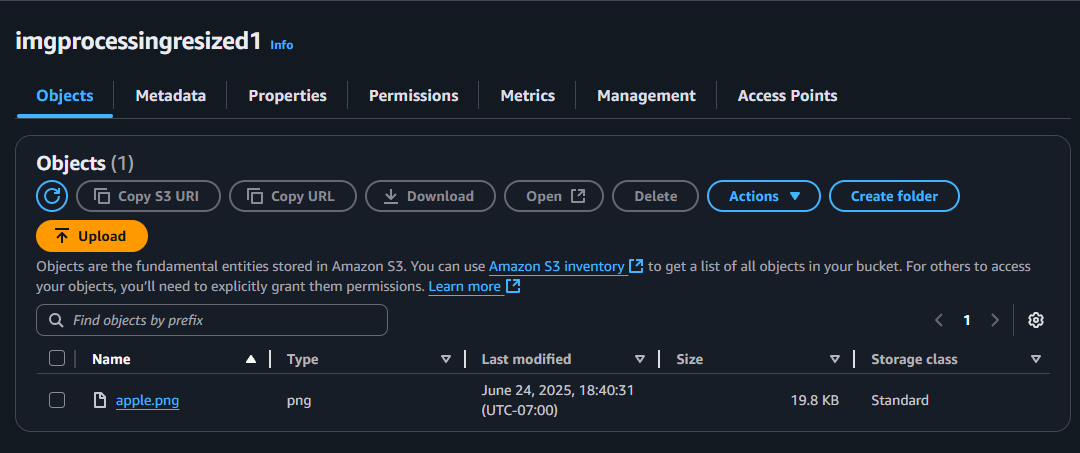 imgprocessingresized1 Info
Objects Metadata Properties Permissions Metrics Management Access Points
Objects (1)
Copy S3 URI Copy URL Download Open Delete Actions Create folder
Upload
Objects are the fundamental entities stored in Amazon S3. You can use Amazon S3 inventory to get a list of all objects in your bucket. For others to access
your objects, you'll need to explicitly grant them permissions. Learn more
Find objects by prefix 1
Name Type Last modified Size Storage class
apple.png png June 24, 2025, 18:40:31 19.8 KB Standard
(UTC-07:00)